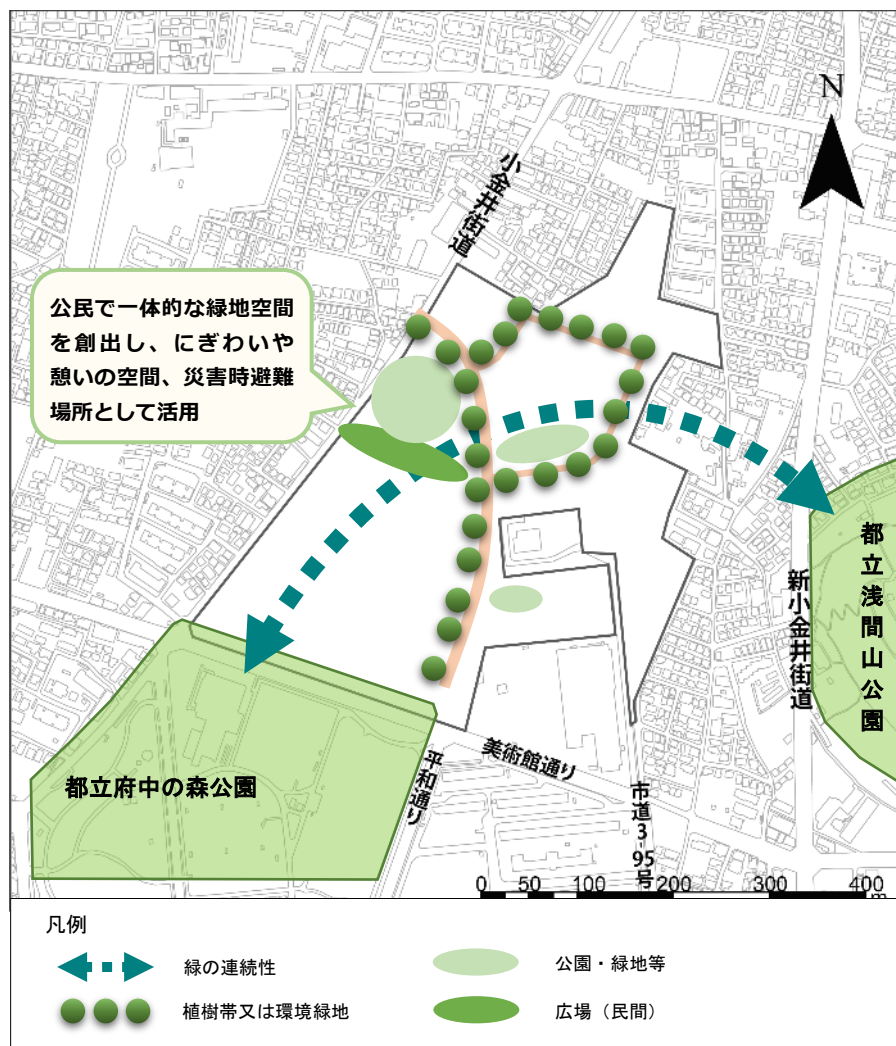 N
小金井街道
公民で一体的な緑地空間
を創出し、にぎわいや
憩いの空間、災害時避難
場所として活用
都立浅間山公園
新小金井街道
都立府中の森公園
美術館通り
平和通り
市道3-95号
0 50 100 200 300 400
m
凡例
緑の連続性
公園・緑地等
植樹帯又は環境緑地
広場（民間）